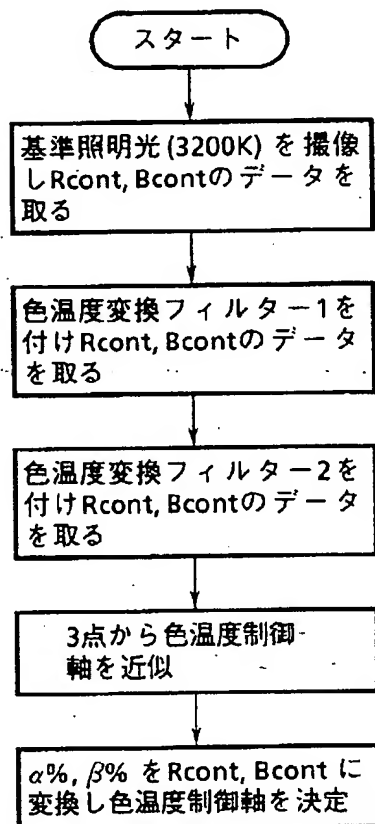 スタート
基準照明光(3200K)を撮像
しRcont,Bcontのデータを
取る
色温度変換フィルター1を
付けRcont,Bcontのデータ
を取る
色温度変換フィルター2を
付けRcont,Bcontのデータ
を取る
3点から色温度制御
軸を近似
α%,β%をRcont,Bcontに
変換し色温度制御軸を決定